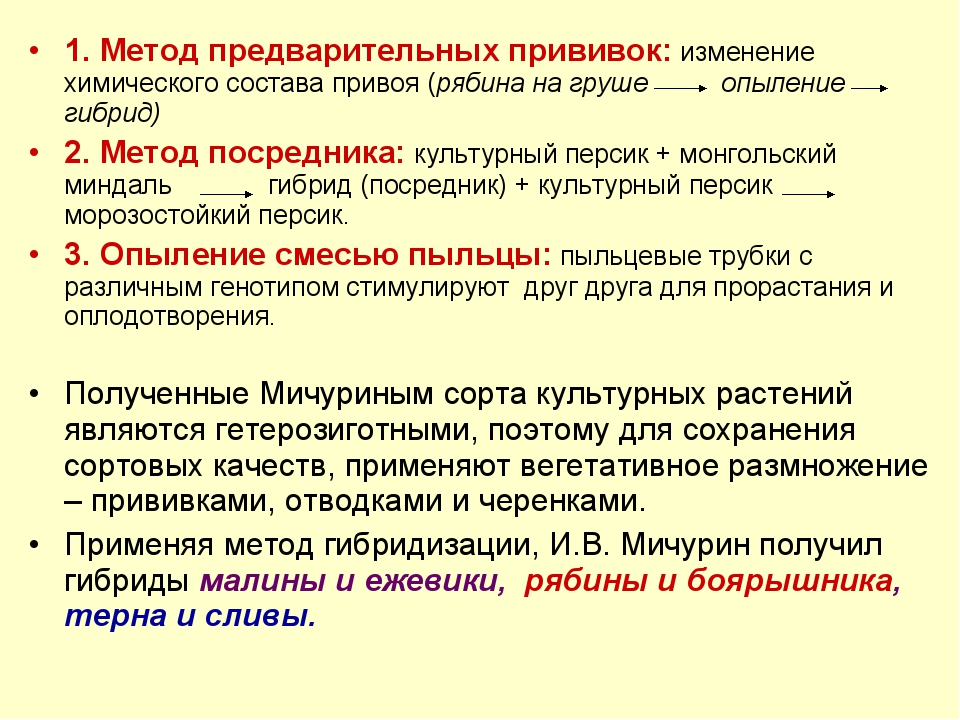 • 1. Метод предварительных прививок: изменение
химического состава привоя (рябина на груше → опыление →
гибрид)
• 2. Метод посредника: культурный персик + монгольский
миндаль → гибрид (посредник) + культурный персик →
морозостойкий персик.
• 3. Опыление смесью пыльцы: пыльцевые трубки с
различным генотипом стимулируют друг друга для прорастания и
оплодотворения.
• Полученные Мичуриным сорта культурных растений
являются гетерозиготными, поэтому для сохранения
сортовых качеств, применяют вегетативное размножение
– прививками, отводками и черенками.
• Применяя метод гибридизации, И.В. Мичурин получил
гибриды малины и ежевики, рябины и боярышника,
терна и сливы.